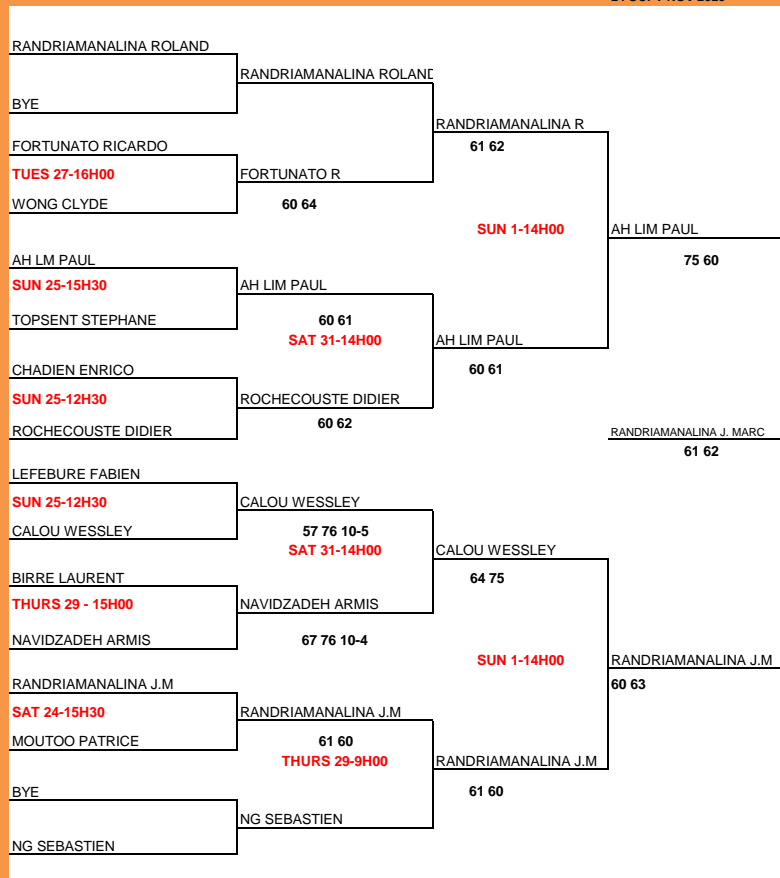 RANDRIAMANALINA ROLAND
RANDRIAMANALINA ROLAND
BYE
RANDRIAMANALINA R
FORTUNATO RICARDO
61 62
TUES 27-16H00
FORTUNATO R
WONG CLYDE
60 64
SUN 1-14H00
AH LIM PAUL
AH LM PAUL
75 60
SUN 25-15H30
AH LIM PAUL
TOPSENT STEPHANE
60 61
SAT 31-14H00
AH LIM PAUL
CHADIEN ENRICO
60 61
SUN 25-12H30
ROCHECOUSTE DIDIER
60 62
ROCHECOUSTE DIDIER
RANDRIAMANALINA J. MARC
61 62
LEFEBURE FABIEN
SUN 25-12H30
CALOU WESSLEY
CALOU WESSLEY
57 76 10-5
SAT 31-14H00
CALOU WESSLEY
BIRRE LAURENT
64 75
THURS 29 - 15H00
NAVIDZADEH ARMIS
NAVIDZADEH ARMIS
67 76 10-4
SUN 1-14H00
RANDRIAMANALINA J.M
RANDRIAMANALINA J.M
60 63
SAT 24-15H30
RANDRIAMANALINA J.M
MOUTOO PATRICE
61 60
THURS 29-9H00
RANDRIAMANALINA J.M
BYE
61 60
NG SEBASTIEN
NG SEBASTIEN